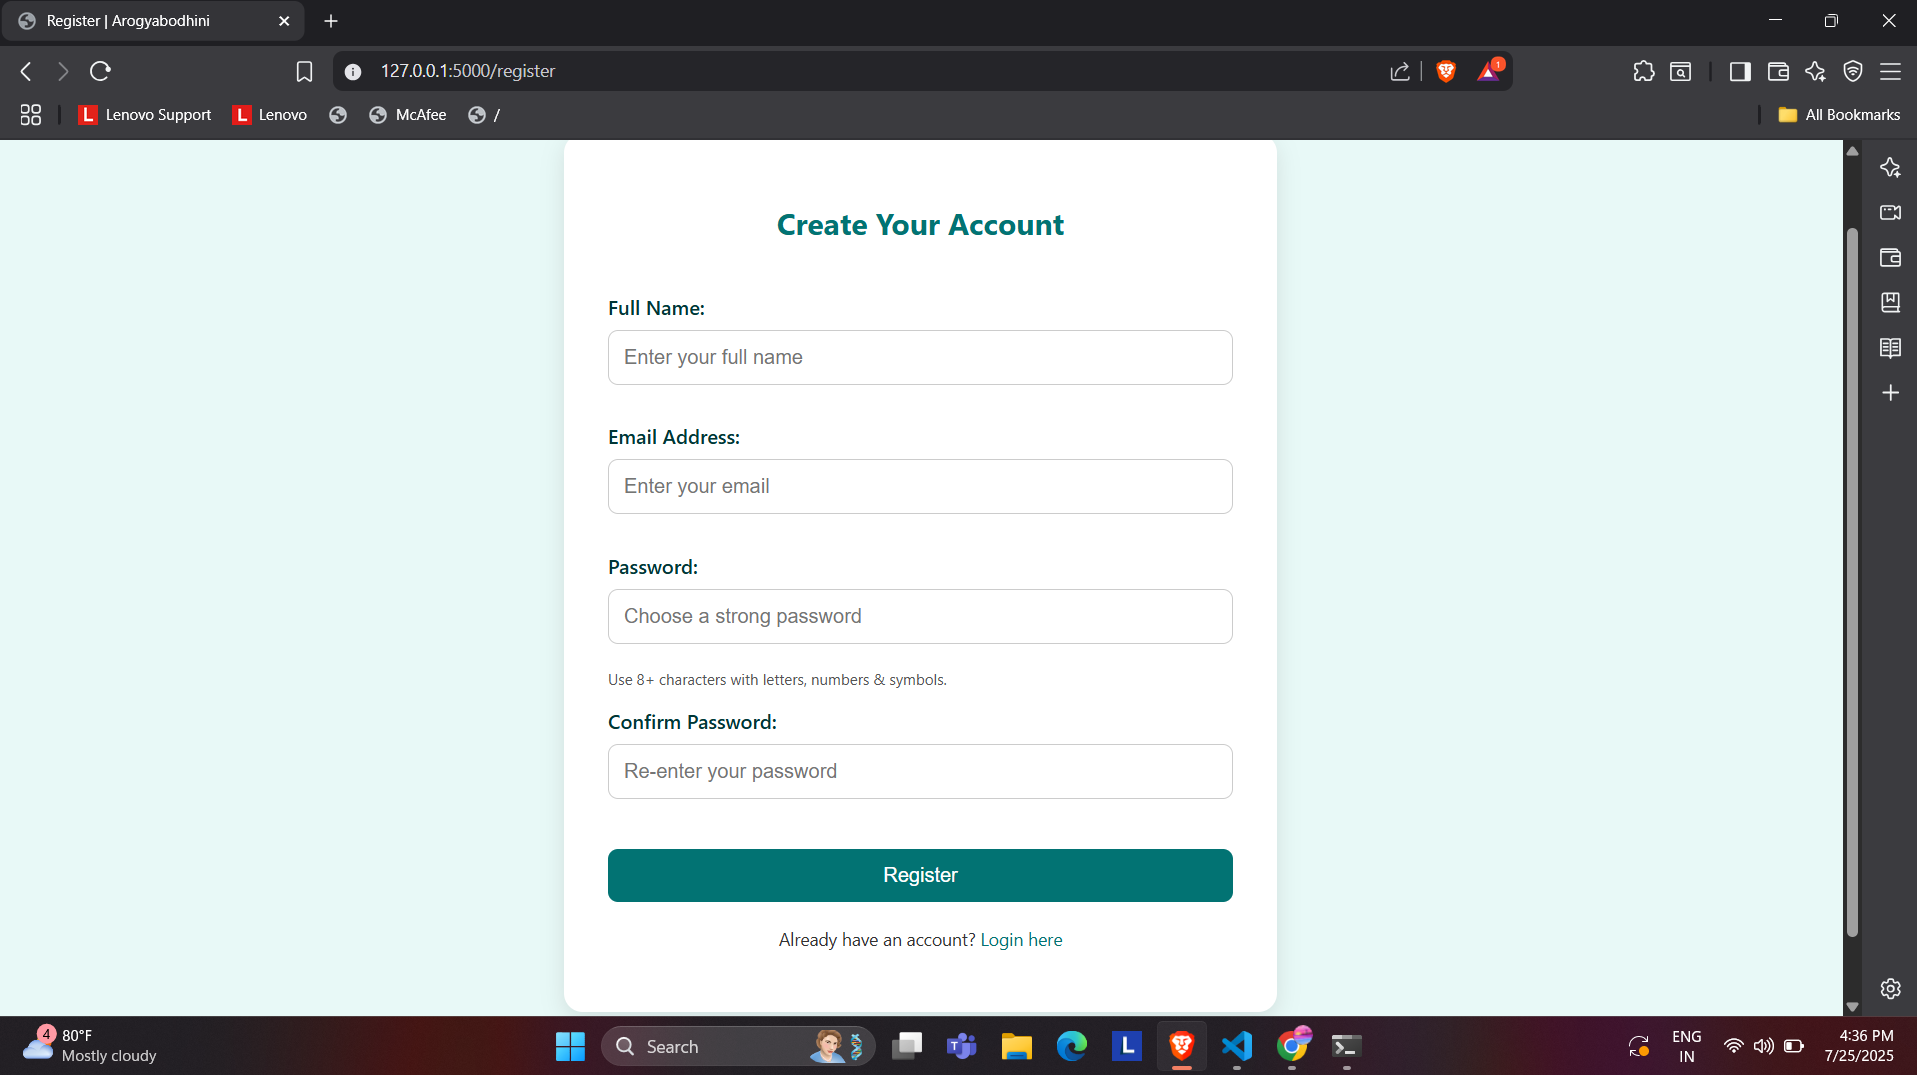 Register | Arogyabodhini
127.0.0.1:5000/register
1
L Lenovo Support
L Lenovo
McAfee
/
All Bookmarks
Create Your Account
Full Name:
Enter your full name
Email Address:
Enter your email
Password:
Choose a strong password
Use 8+ characters with letters, numbers & symbols.
Confirm Password:
Re-enter your password
Register
Already have an account? Login here
4
80°F
Mostly cloudy
Search
T
L
ENG
IN
4:36 PM
7/25/2025